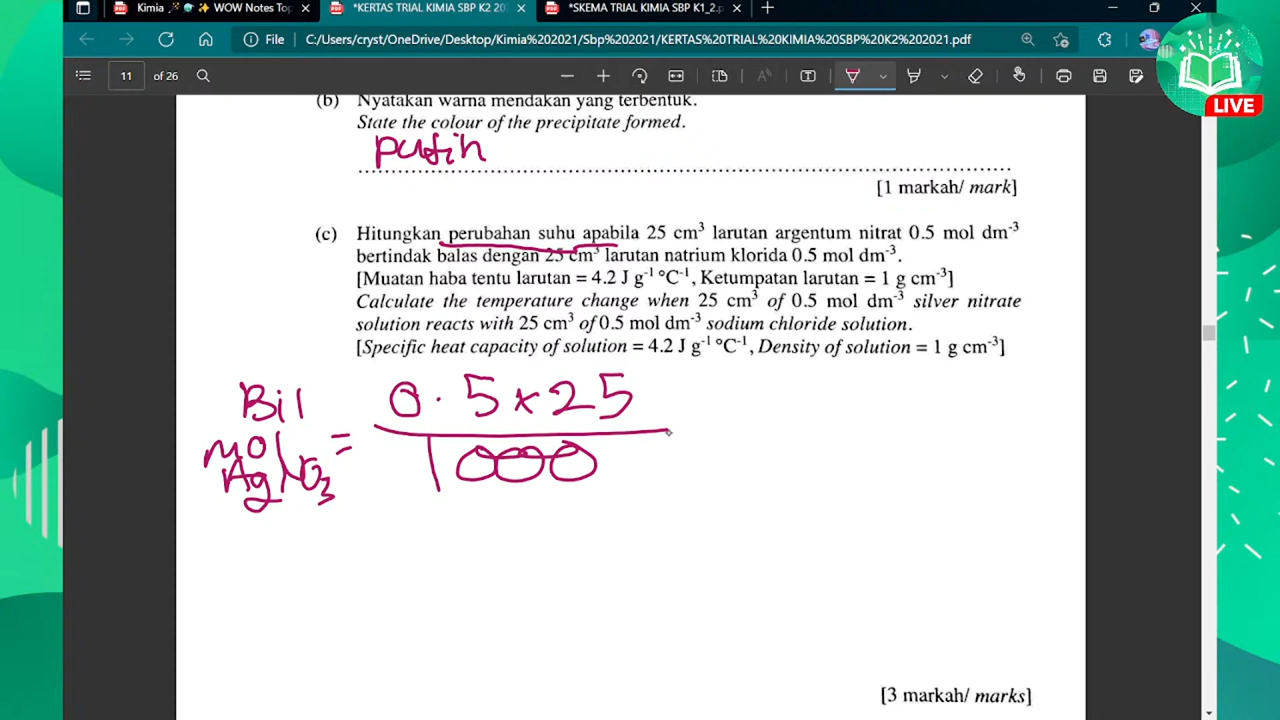 Kimia 🪄🌚✨ WOW Notes To
*KERTAS TRIAL KIMIA SBP K2 20
*SKEMA TRIAL KIMIA SBP K1_2.p
File
C:/Users/cryst/OneDrive/Desktop/Kimia%202021/Sbp%202021/KERTAS%20TRIAL%20KIMIA%20SBP%20K2%202021.pdf
11 of 26
LIVE
(b) Nyatakan warna mendakan yang terbentuk.
State the colour of the precipitate formed.
putih
[1 markah/ mark]
(c) Hitungkan perubahan suhu apabila 25 cm³ larutan argentum nitrat 0.5 mol dm⁻³
bertindak balas dengan 25 cm³ larutan natrium klorida 0.5 mol dm⁻³.
[Muatan haba tentu larutan = 4.2 J g⁻¹ °C⁻¹, Ketumpatan larutan = 1 g cm⁻³]
Calculate the temperature change when 25 cm³ of 0.5 mol dm⁻³ silver nitrate
solution reacts with 25 cm³ of 0.5 mol dm⁻³ sodium chloride solution.
[Specific heat capacity of solution = 4.2 J g⁻¹ °C⁻¹, Density of solution = 1 g cm⁻³]
Bil
mol
AgNO₃
=
0.5 x 25
1000
[3 markah/ marks]